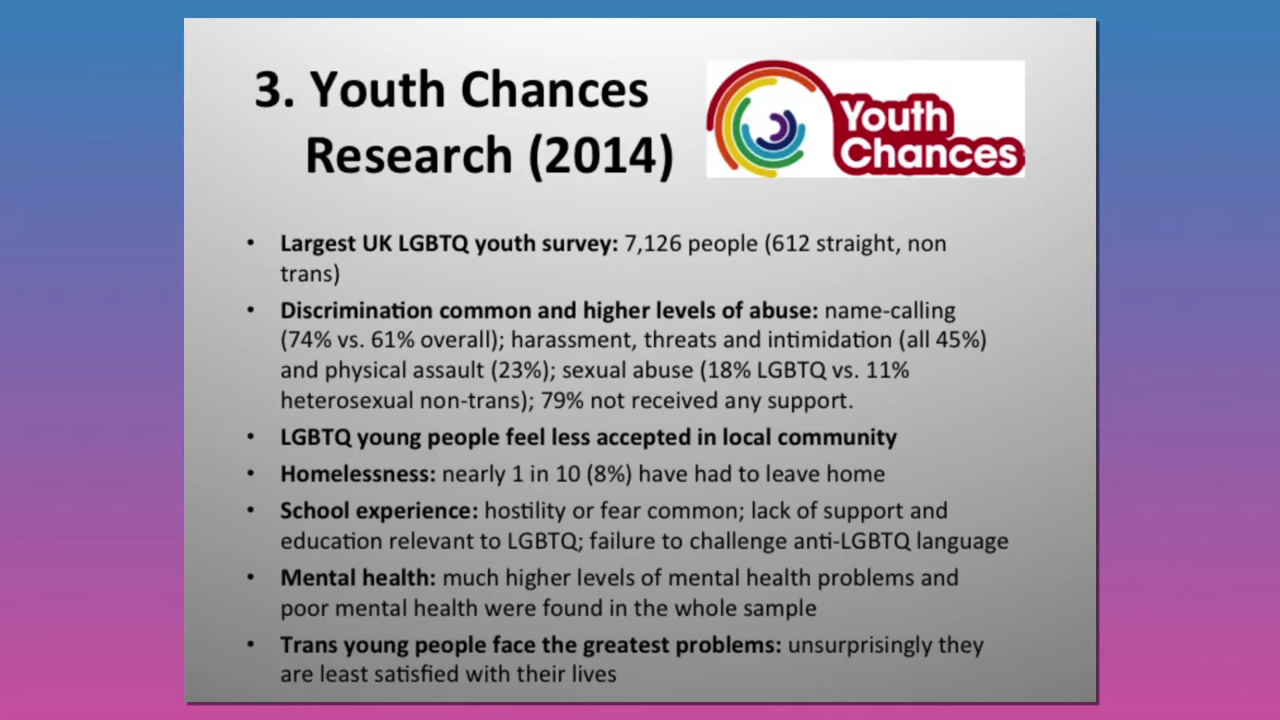 3. Youth Chances
Research (2014)
Youth
Chances
• Largest UK LGBTQ youth survey: 7,126 people (612 straight, non
trans)
• Discrimination common and higher levels of abuse: name-calling
(74% vs. 61% overall); harassment, threats and intimidation (all 45%)
and physical assault (23%); sexual abuse (18% LGBTQ vs. 11%
heterosexual non-trans); 79% not received any support.
• LGBTQ young people feel less accepted in local community
• Homelessness: nearly 1 in 10 (8%) have had to leave home
• School experience: hostility or fear common; lack of support and
education relevant to LGBTQ; failure to challenge anti-LGBTQ language
• Mental health: much higher levels of mental health problems and
poor mental health were found in the whole sample
• Trans young people face the greatest problems: unsurprisingly they
are least satisfied with their lives